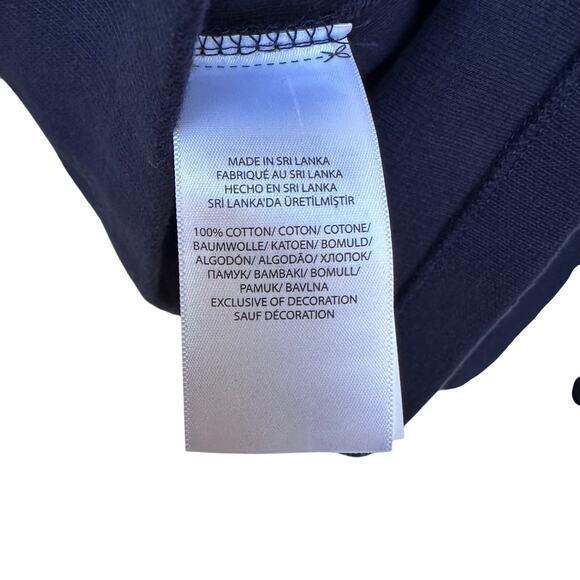 MADE IN SRI LANKA
FABRIQUÉ AU SRI LANKA
HECHO EN SRI LANKA
SRİ LANKA'DA ÜRETİLMİŞTİR
100% COTTON/ COTON/ COTONE/
BAUMWOLLE/ KATOEN/ BOMULD/
ALGODÓN/ ALGODÃO/ ХЛОПОК/
ПАМУК/ BAMBAKI/ BOMULL/
PAMUK/ BAVLNA
EXCLUSIVE OF DECORATION
SAUF DÉCORATION